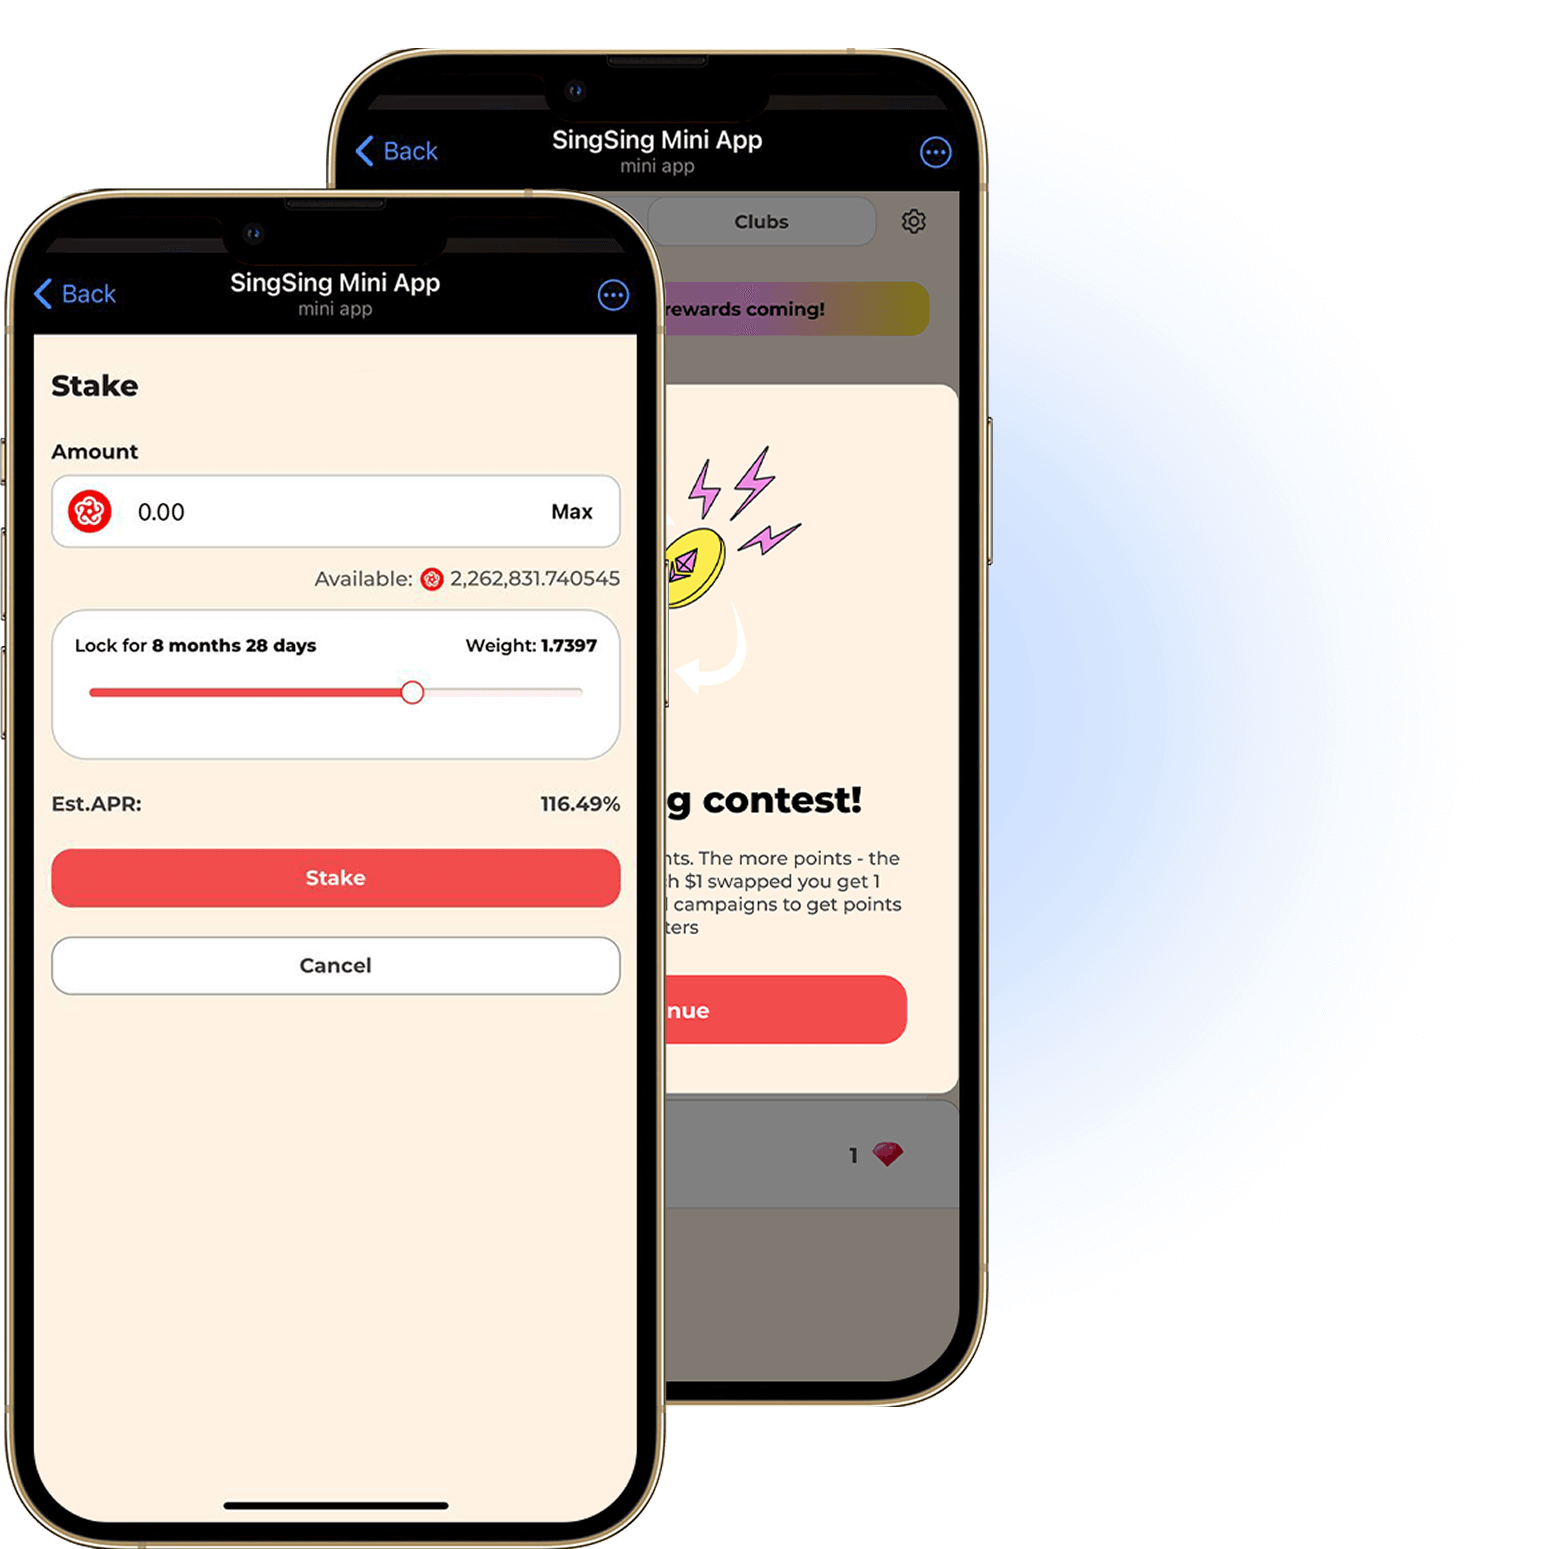 Back
SingSing Mini App
mini app
Clubs
rewards coming!
g contest!
nts. The more points - the
h $1 swapped you get 1
campaigns to get points
ters
nue
1
Back
SingSing Mini App
mini app
Stake
Amount
0.00 Max
Available: 2,262,831.740545
Lock for 8 months 28 days Weight: 1.7397
Est.APR: 116.49%
Stake
Cancel